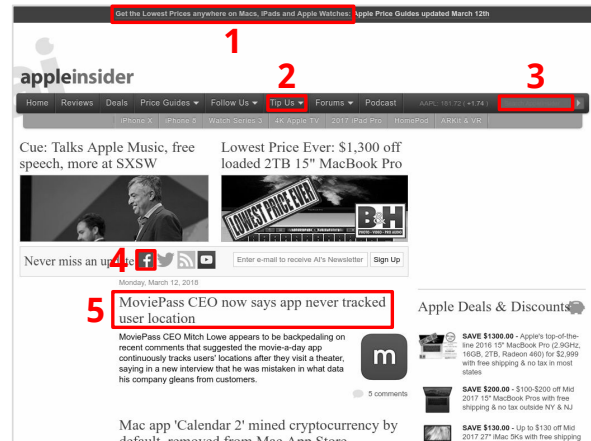 Get the Lowest Prices anywhere on Macs, IPads and Apple Watches: Apple Price Guides updated March 12th
1
appleinsider
2
3
Home Reviews Deals Price Guides Follow Us Tip Us Forums Podcast AAPL: 181.72 ( +1.74 )
iPhone X iPhone 8 Watch Series 3 4K Apple TV 2017 iPad Pro HomePod ARKit & VR
Cue: Talks Apple Music, free
speech, more at SXSW
Lowest Price Ever: $1,300 off
loaded 2TB 15" MacBook Pro
LOWEST PRICE EVER
B&H
PHOTO - VIDEO - PRO AUDIO
Never miss an update
4
Enter e-mail to receive AI's Newsletter Sign Up
Monday, March 12, 2018
5
MoviePass CEO now says app never tracked
user location
MoviePass CEO Mitch Lowe appears to be backpedaling on
recent comments that suggested the movie-a-day app
continuously tracks users' locations after they visit a theater,
saying in a new interview that he was mistaken in what data
his company gleans from customers.
m
5 comments
Mac app 'Calendar 2' mined cryptocurrency by
default, removed from Mac App Store
Apple Deals & Discounts
SAVE $1300.00 - Apple's top-of-the-
line 2016 15" MacBook Pro (2.9GHz,
16GB, 2TB, Radeon 460) for $2,999
with free shipping & no tax in most
states
SAVE $200.00 - $100-$200 off Mid
2017 15" MacBook Pros with free
shipping & no tax outside NY & NJ
SAVE $130.00 - Up to $130 off Mid
2017 27" iMac 5Ks with free shipping